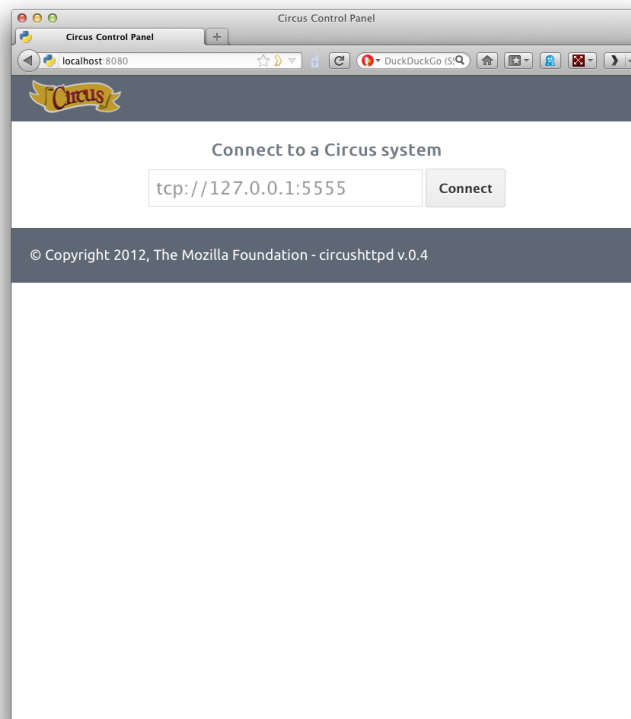 Circus Control Panel
Circus Control Panel
localhost:8080
DuckDuckGo (S
Circus
Connect to a Circus system
tcp://127.0.0.1:5555
Connect
© Copyright 2012, The Mozilla Foundation - circushttpd v.0.4